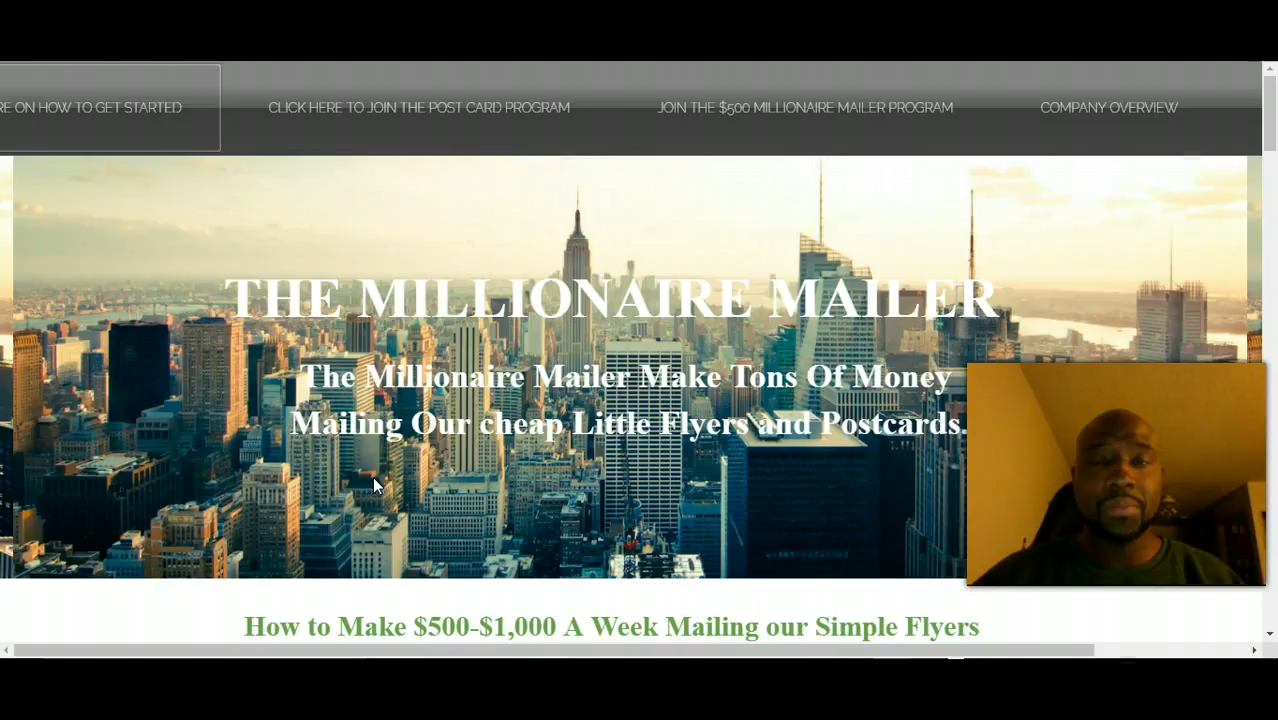 RE ON HOW TO GET STARTED
CLICK HERE TO JOIN THE POST CARD PROGRAM
JOIN THE $500 MILLIONAIRE MAILER PROGRAM
COMPANY OVERVIEW
THE MILLIONAIRE MAILER
The Millionaire Mailer Make Tons Of Money
Mailing Our cheap Little Flyers and Postcards.
How to Make $500-$1,000 A Week Mailing our Simple Flyers